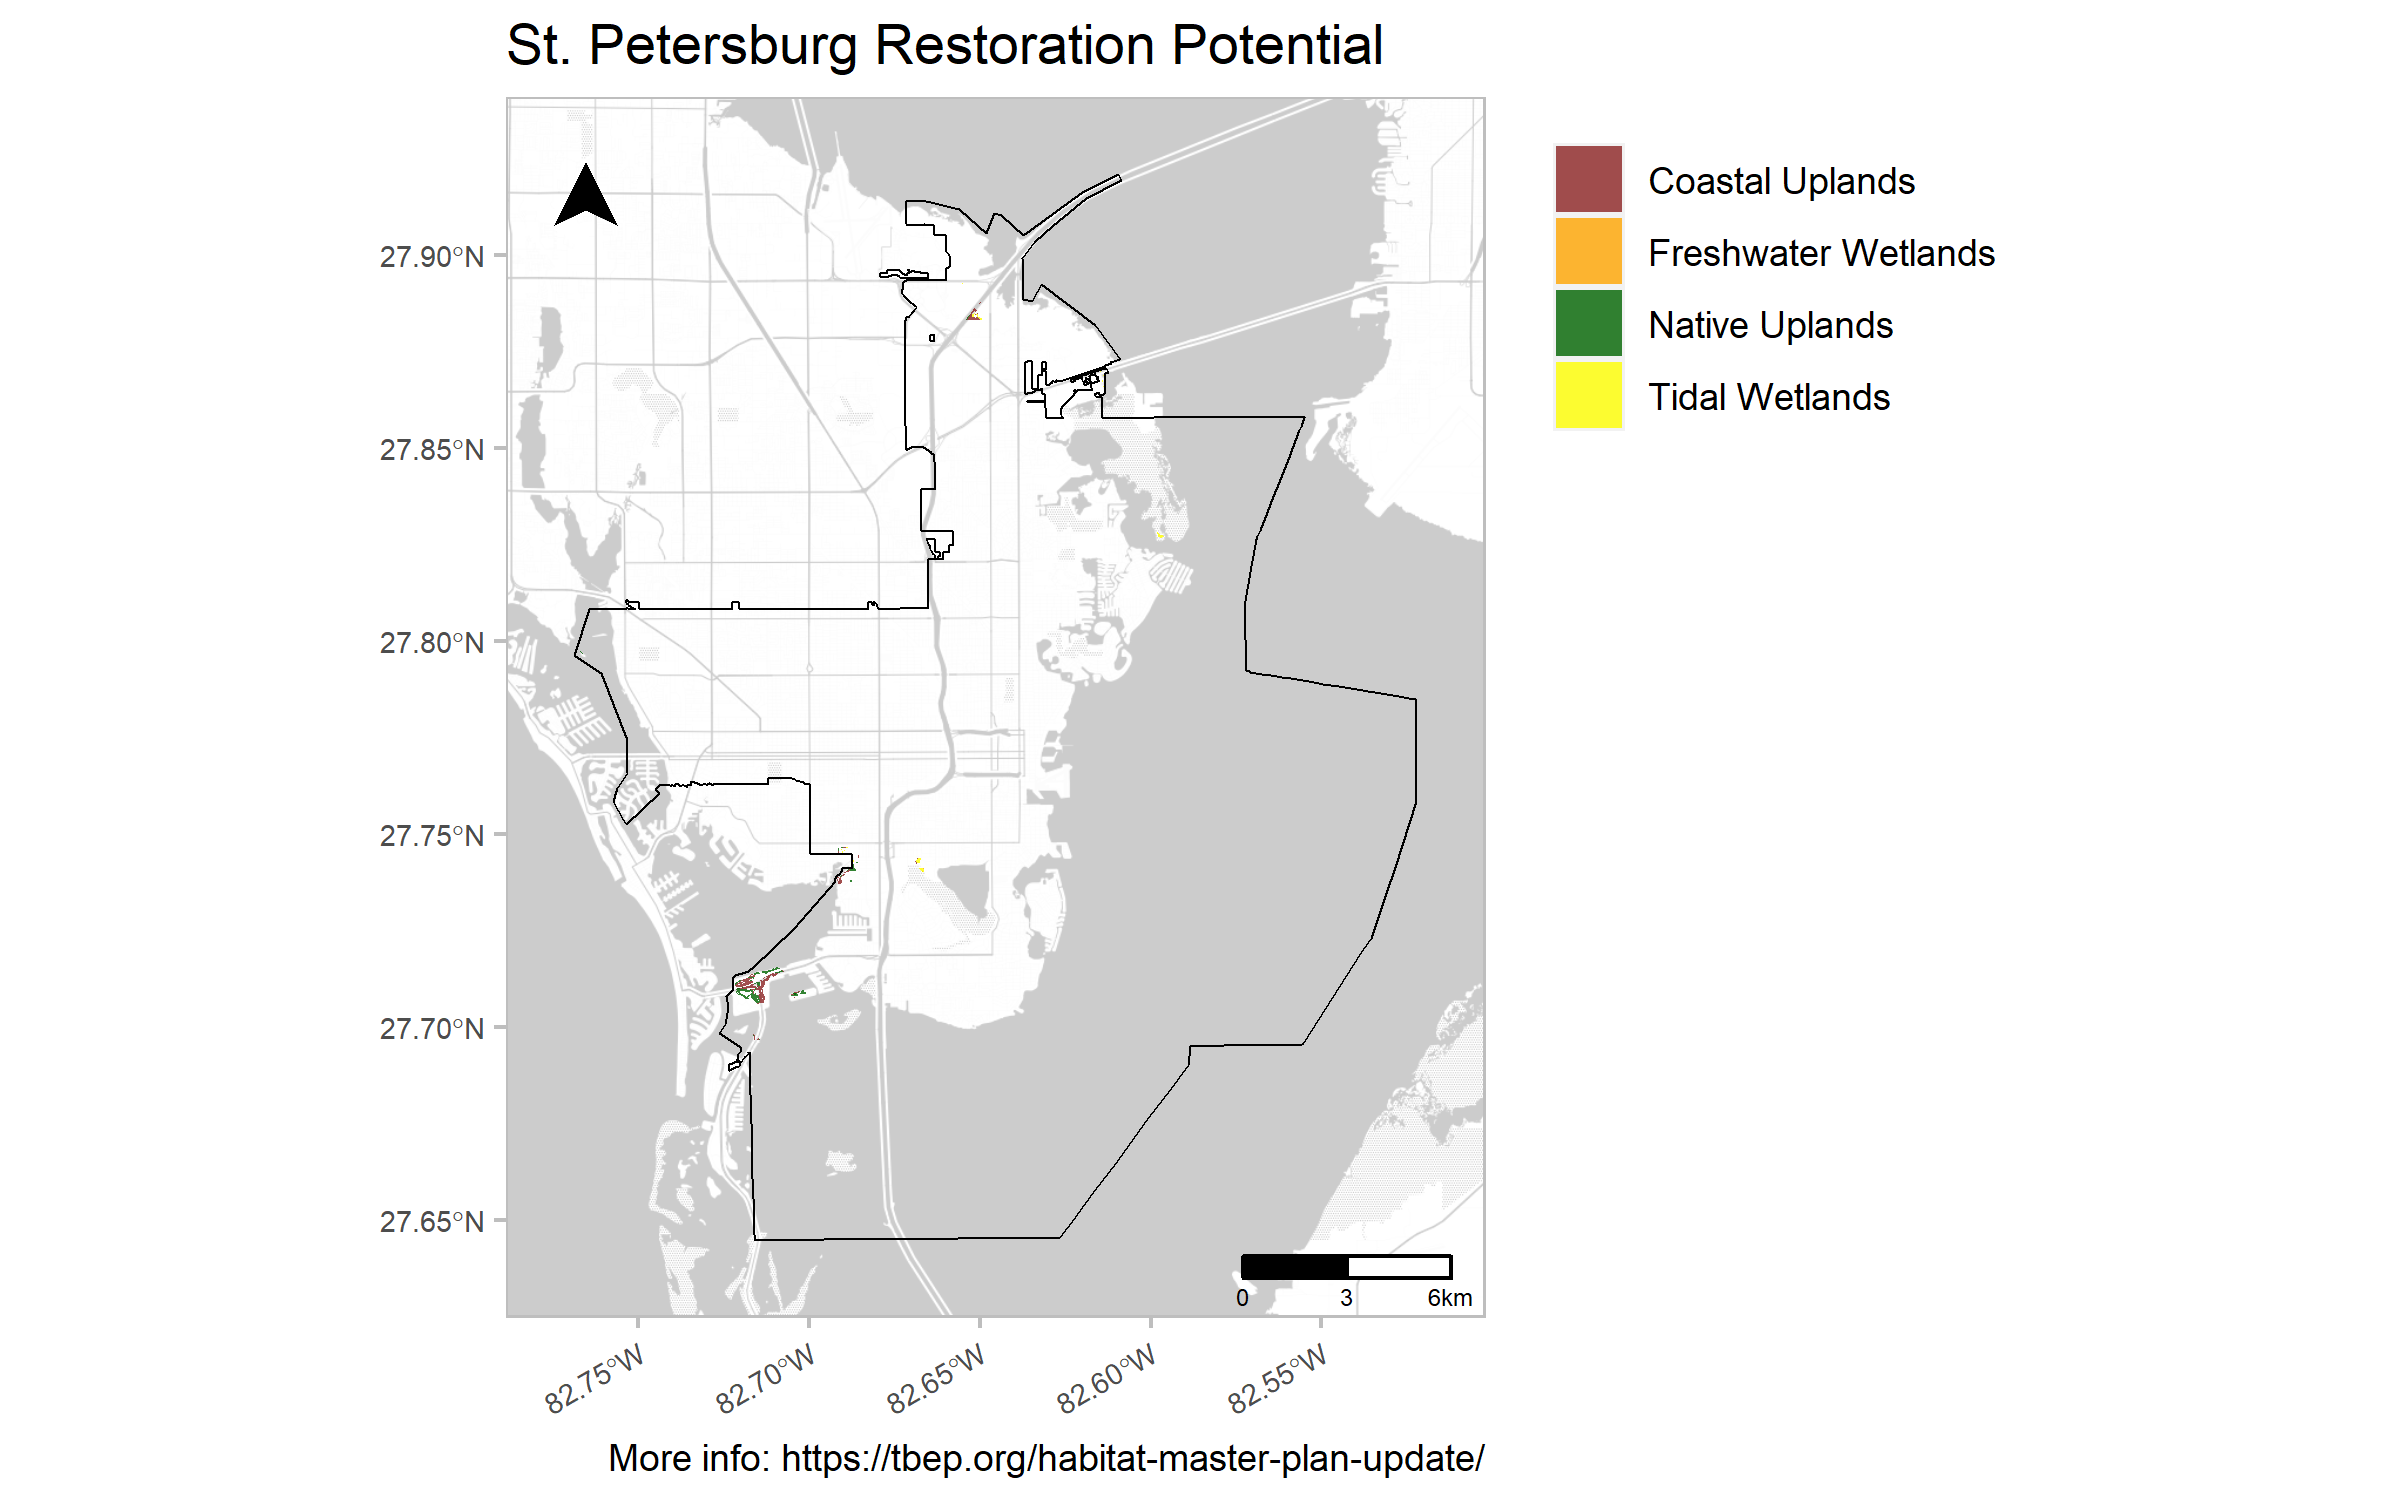 St. Petersburg Restoration Potential
Coastal Uplands
Freshwater Wetlands
Native Uplands
Tidal Wetlands
27.90°N
27.85°N
27.80°N
27.75°N
27.70°N
27.65°N
0 3 6km
82.75°W 82.70°W 82.65°W 82.60°W 82.55°W
More info: https://tbep.org/habitat-master-plan-update/